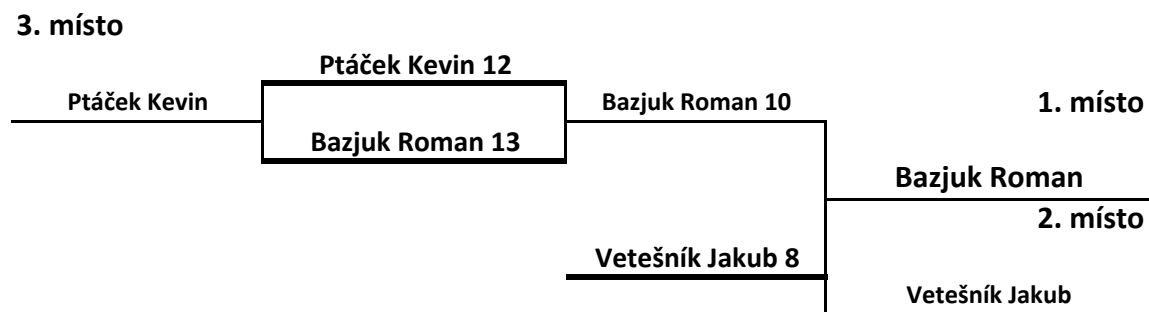 3. místo
Ptáček Kevin 12
Ptáček Kevin
Bazjuk Roman 10
1. místo
Bazjuk Roman 13
Bazjuk Roman
2. místo
Vetešník Jakub 8
Vetešník Jakub